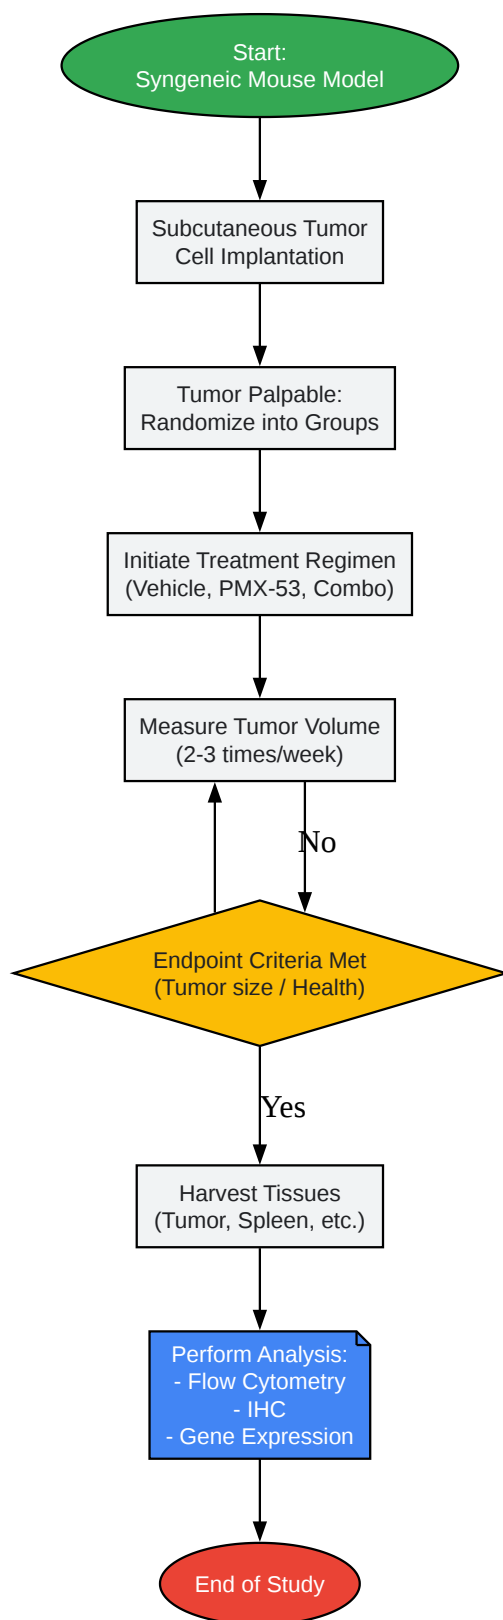 Start:
Syngeneic Mouse Model
Subcutaneous Tumor
Cell Implantation
Tumor Palpable:
Randomize into Groups
Initiate Treatment Regimen
(Vehicle, PMX-53, Combo)
Measure Tumor Volume
(2-3 times/week)
No
Endpoint Criteria Met
(Tumor size / Health)
Yes
Harvest Tissues
(Tumor, Spleen, etc.)
Perform Analysis:
- Flow Cytometry
- IHC
- Gene Expression
End of Study